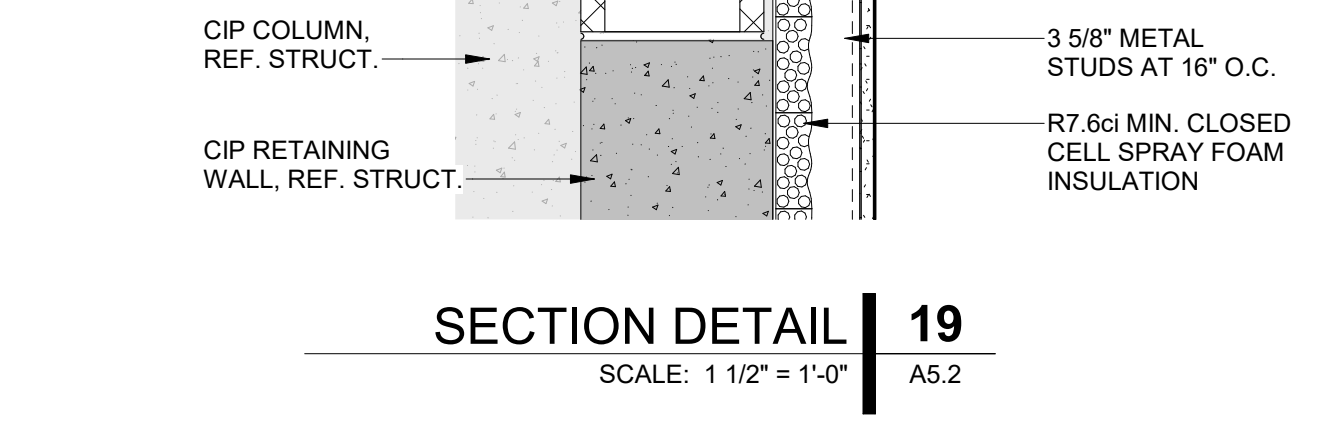 CIP COLUMN,
REF. STRUCT.
CIP RETAINING
WALL, REF. STRUCT.
3 5/8" METAL
STUDS AT 16" O.C.
R7.6ci MIN. CLOSED
CELL SPRAY FOAM
INSULATION
SECTION DETAIL 19
SCALE: 1 1/2" = 1'-0" A5.2